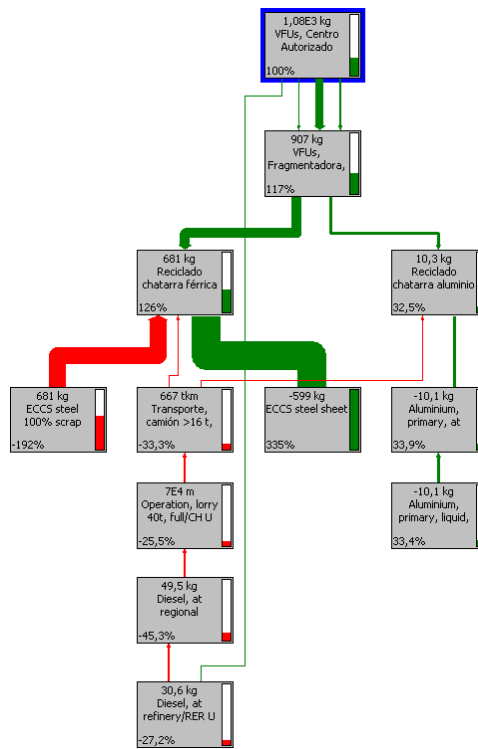 1,08E3 kg
VFUs, Centro
Autorizado
100%
907 kg
VFUs,
Fragmentadora,
117%
681 kg
Reciclado
chatarra férrica
126%
10,3 kg
Reciclado
chatarra aluminio
32,5%
681 kg
ECCS steel
100% scrap
-192%
667 tkm
Transporte,
camión >16 t,
-33,3%
-599 kg
ECCS steel sheet
335%
-10,1 kg
Aluminium,
primary, at
33,9%
7E4 m
Operation, lorry
40t, full/CH U
-25,5%
-10,1 kg
Aluminium,
primary, liquid,
33,4%
49,5 kg
Diesel, at
regional
-45,3%
30,6 kg
Diesel, at
refinery/RER U
-27,2%